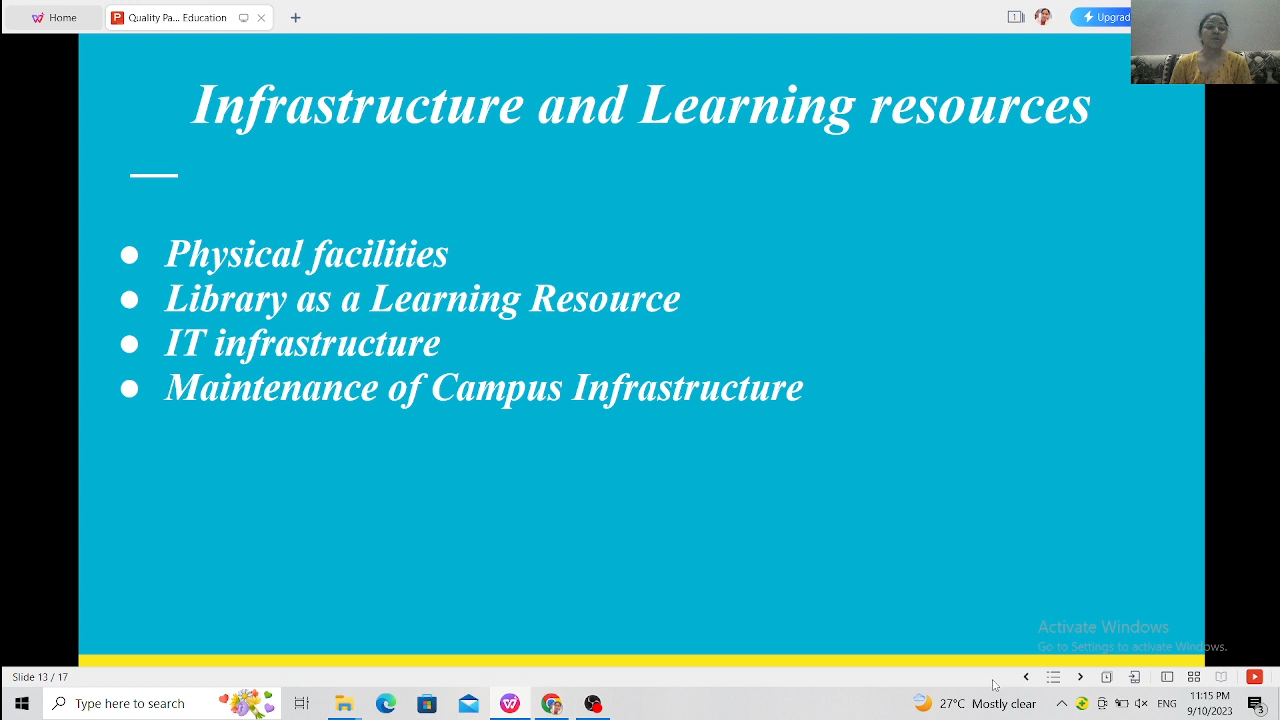 Home
Quality Pa... Education
1
Upgrad
Infrastructure and Learning resources
Physical facilities
Library as a Learning Resource
IT infrastructure
Maintenance of Campus Infrastructure
Activate Windows
Go to Settings to activate Windows.
Slide 13 / 17
Type here to search
27°C Mostly clear
ENG
11:15 PM
9/10/2023
3